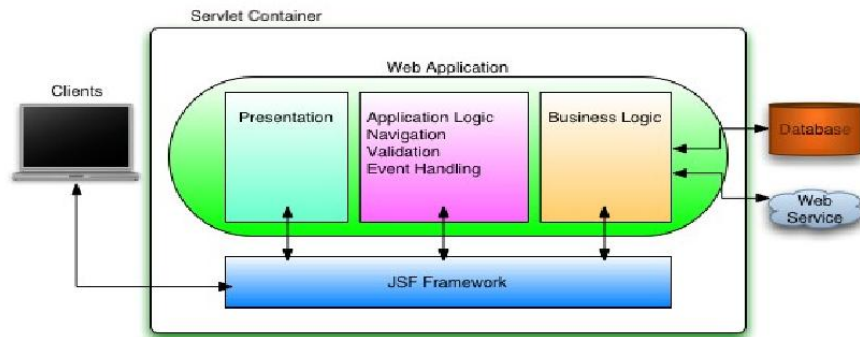 Servlet Container
Web Application
Clients
Presentation
Application Logic
Navigation
Validation
Event Handling
Business Logic
Database
Web
Service
JSF Framework